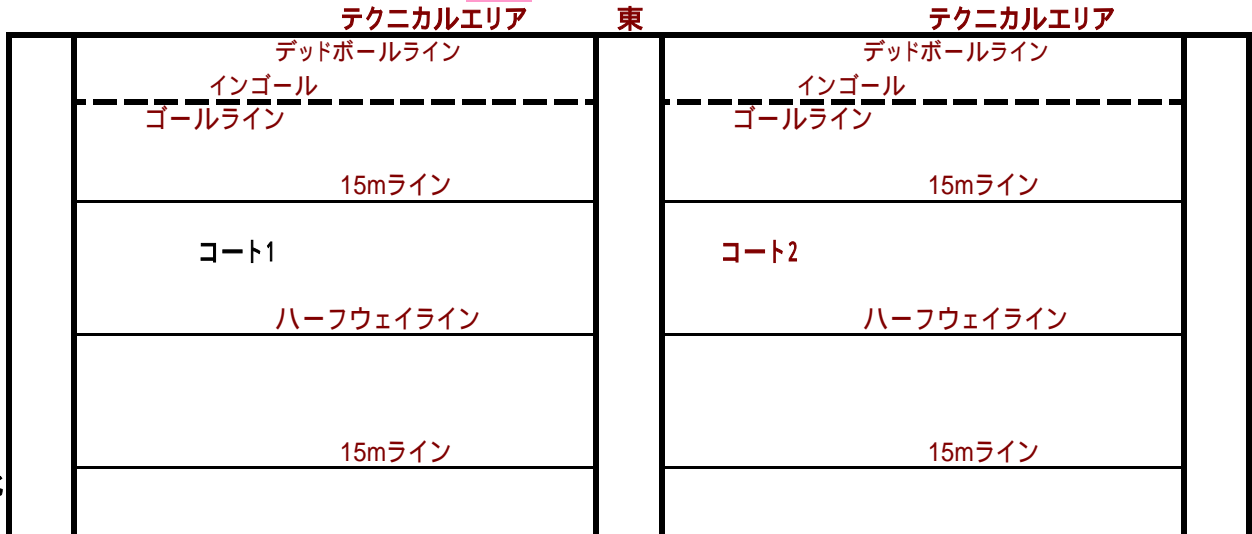 テクニカルエリア 東 テクニカルエリア
デッドボールライン デッドボールライン
インゴール インゴール
ゴールライン ゴールライン
15mライン 15mライン
コート1 コート2
ハーフウェイライン ハーフウェイライン
15mライン 15mライン